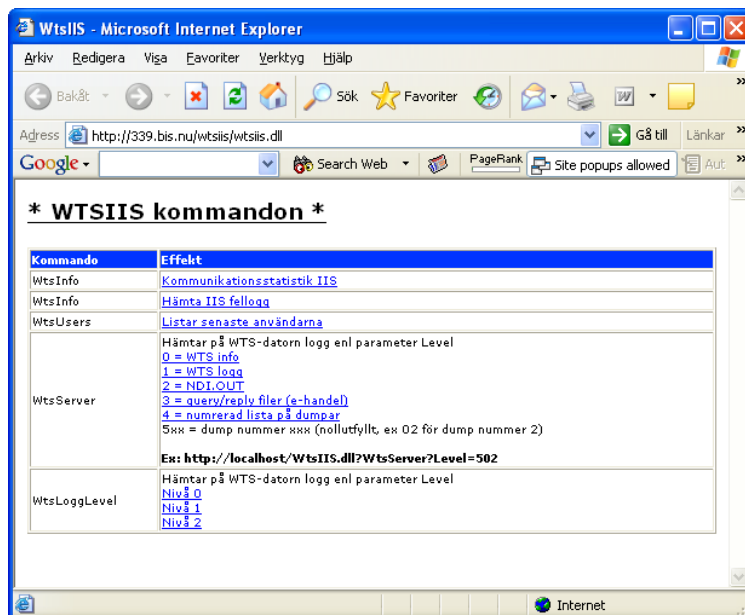 WtsIIS - Microsoft Internet Explorer
Arkiv Redigera Visa Favoriter Verktyg Hjälp
Bakåt Sök Favoriter
Adress http://339.bis.nu/wtsiis/wtsiis.dll Gå till Länkar
Google Search Web PageRank Site popups allowed Aut
* WTSIIS kommandon *
Kommando Effekt
WtsInfo Kommunikationsstatistik IIS
WtsInfo Hämta IIS fellogg
WtsUsers Listar senaste användarna
WtsServer
Hämtar på WTS-datorn logg enl parameter Level
0 = WTS info
1 = WTS logg
2 = NDI.OUT
3 = query/reply filer (e-handel)
4 = numrerad lista på dumpar
5xx = dump nummer xxx (nollutfyllt, ex 02 för dump nummer 2)
Ex: http://localhost/WtsIIS.dll?WtsServer?Level=502
WtsLoggLevel
Hämtar på WTS-datorn logg enl parameter Level
Nivå 0
Nivå 1
Nivå 2
Internet